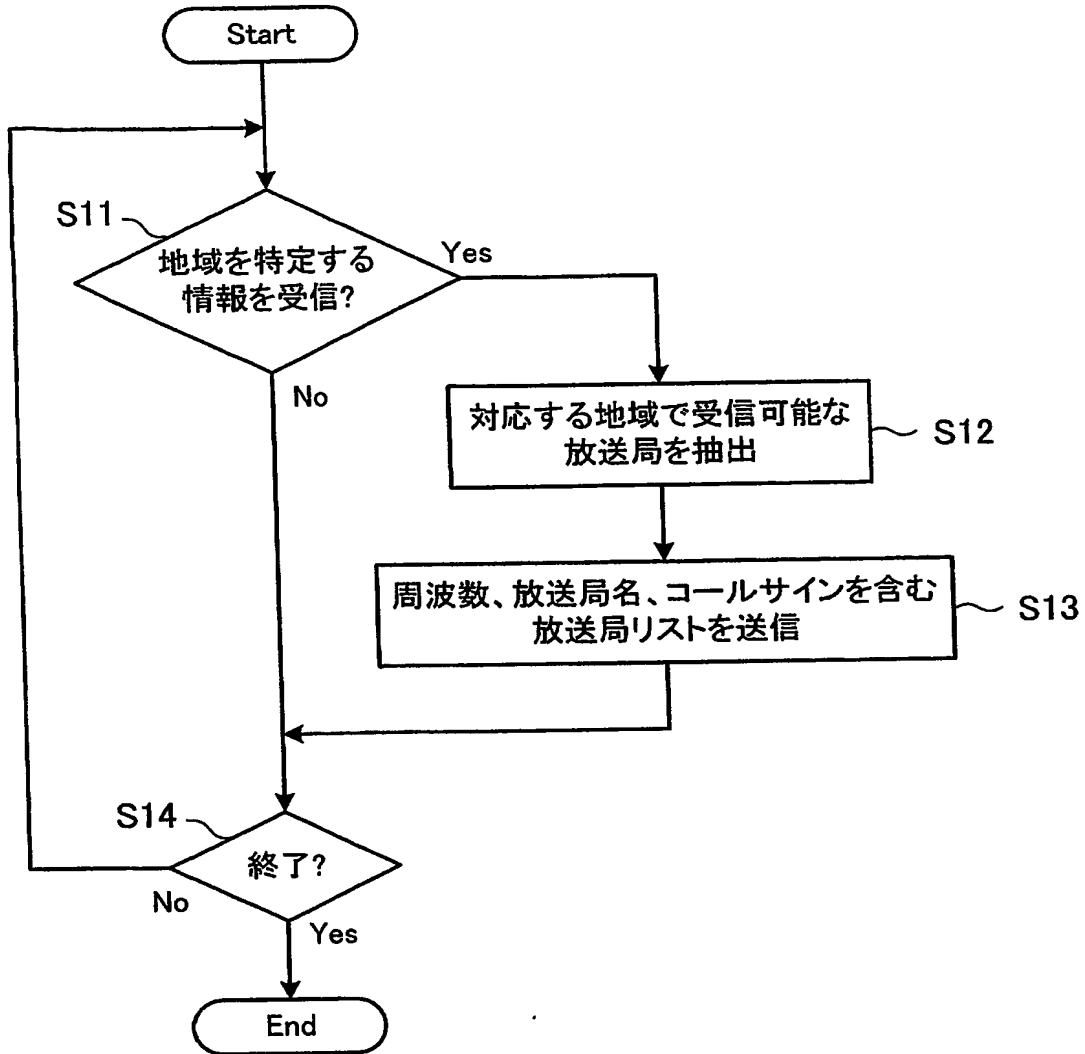 Start
S11
地域を特定する
情報を受信?
Yes
No
対応する地域で受信可能な
放送局を抽出
S12
周波数、放送局名、コールサインを含む
放送局リストを送信
S13
S14
終了?
No
Yes
End